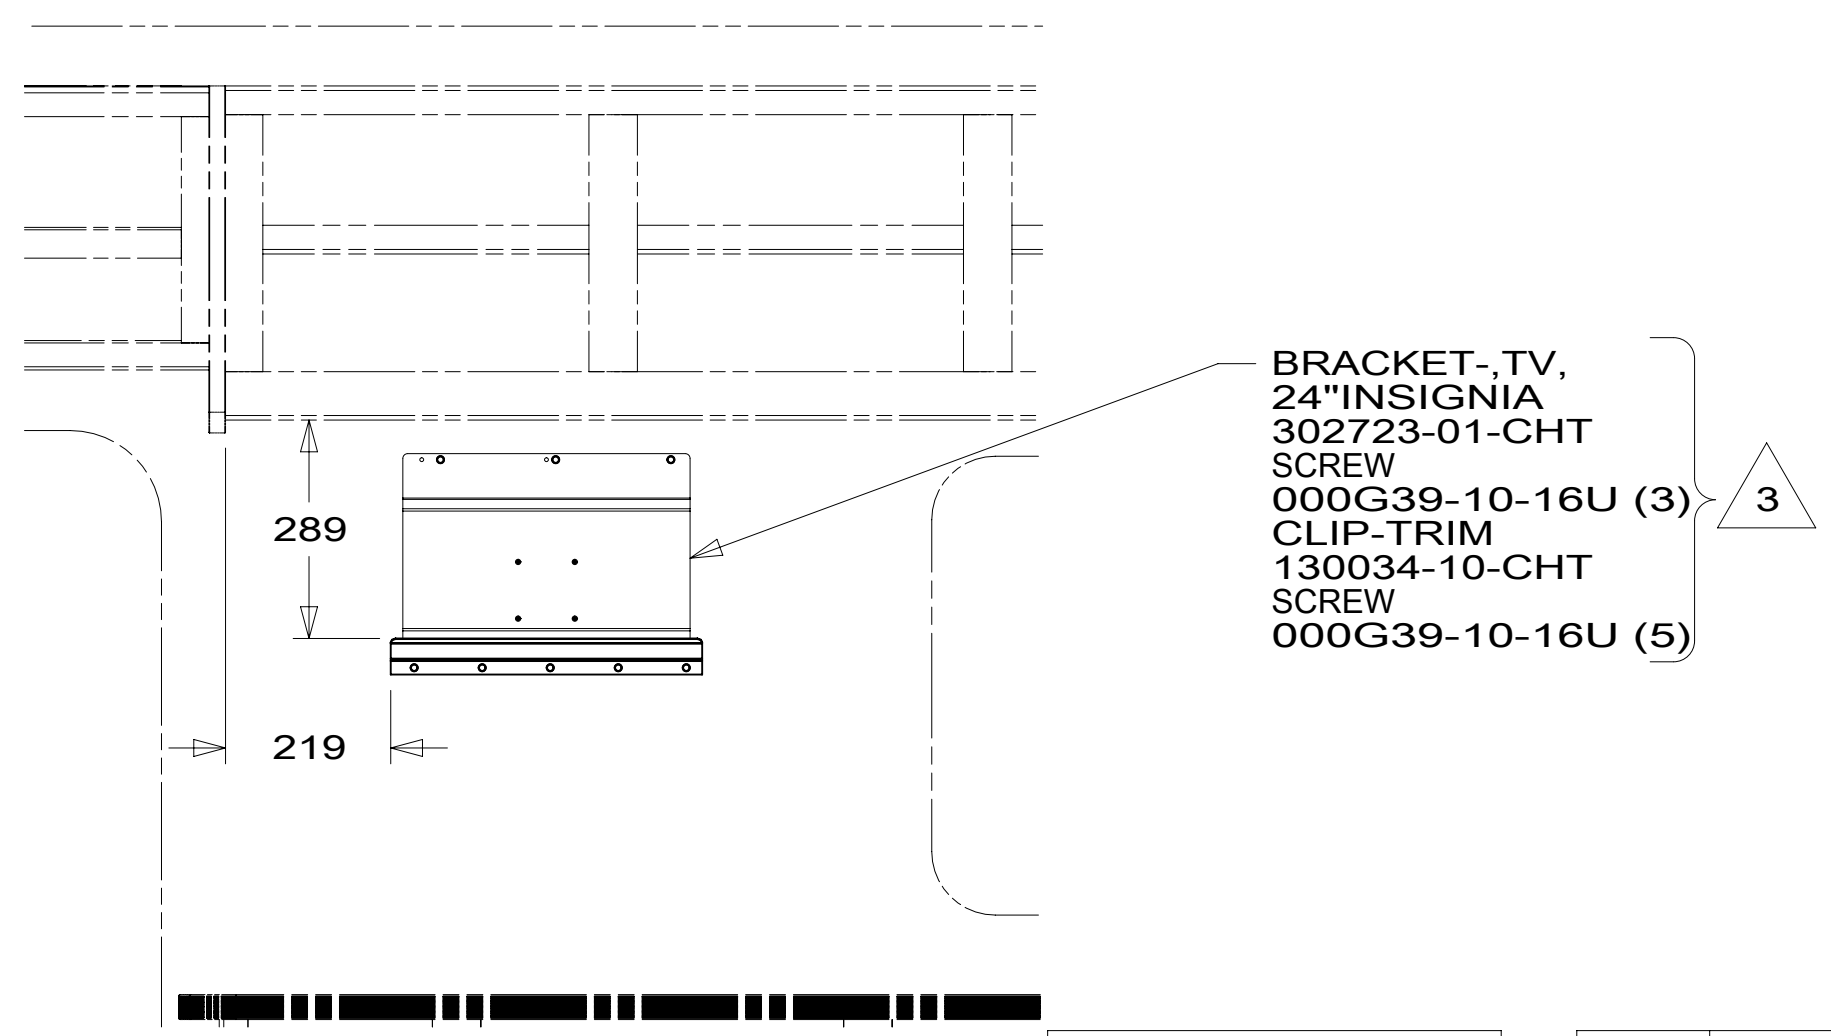 BRACKET-,TV,
24"INSIGNIA
302723-01-CHT
SCREW
000G39-10-16U (3)
CLIP-TRIM
130034-10-CHT
SCREW
000G39-10-16U (5)
3
289
219